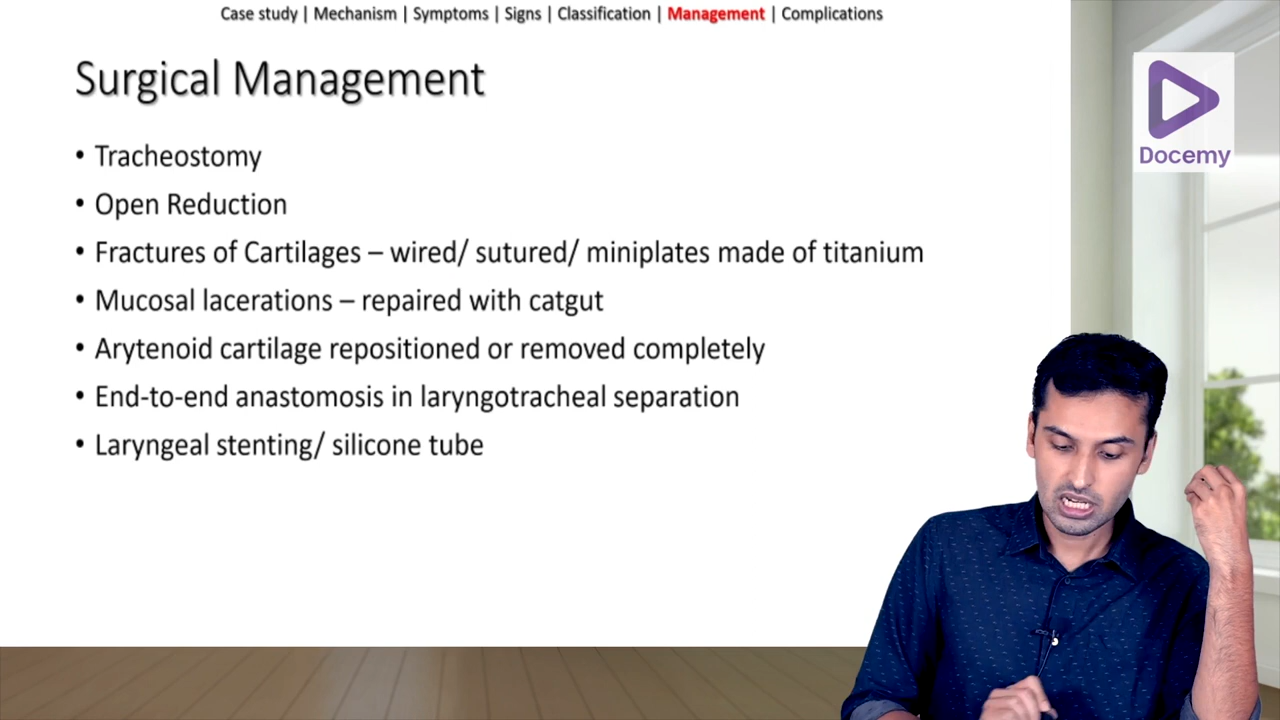 Case study | Mechanism | Symptoms | Signs | Classification | Management | Complications
Surgical Management
• Tracheostomy
• Open Reduction
• Fractures of Cartilages – wired/ sutured/ miniplates made of titanium
• Mucosal lacerations – repaired with catgut
• Arytenoid cartilage repositioned or removed completely
• End-to-end anastomosis in laryngotracheal separation
• Laryngeal stenting/ silicone tube
Docemy